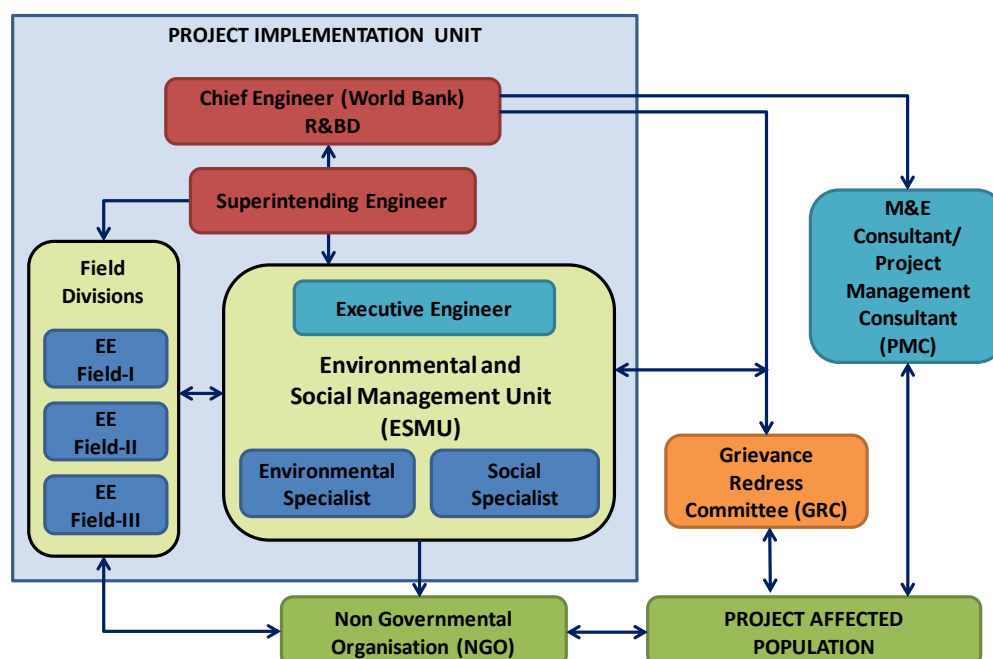 PROJECT IMPLEMENTATION UNIT
Chief Engineer (World Bank)
R&BD
Superintending Engineer
M&E
Consultant/
Project
Management
Consultant
(PMC)
Field
Divisions
EE
Field-I
EE
Field-II
EE
Field-III
Executive Engineer
Environmental and
Social Management Unit
(ESMU)
Environmental
Specialist
Social
Specialist
Grievance
Redress
Committee (GRC)
Non Governmental
Organisation (NGO)
PROJECT AFFECTED
POPULATION